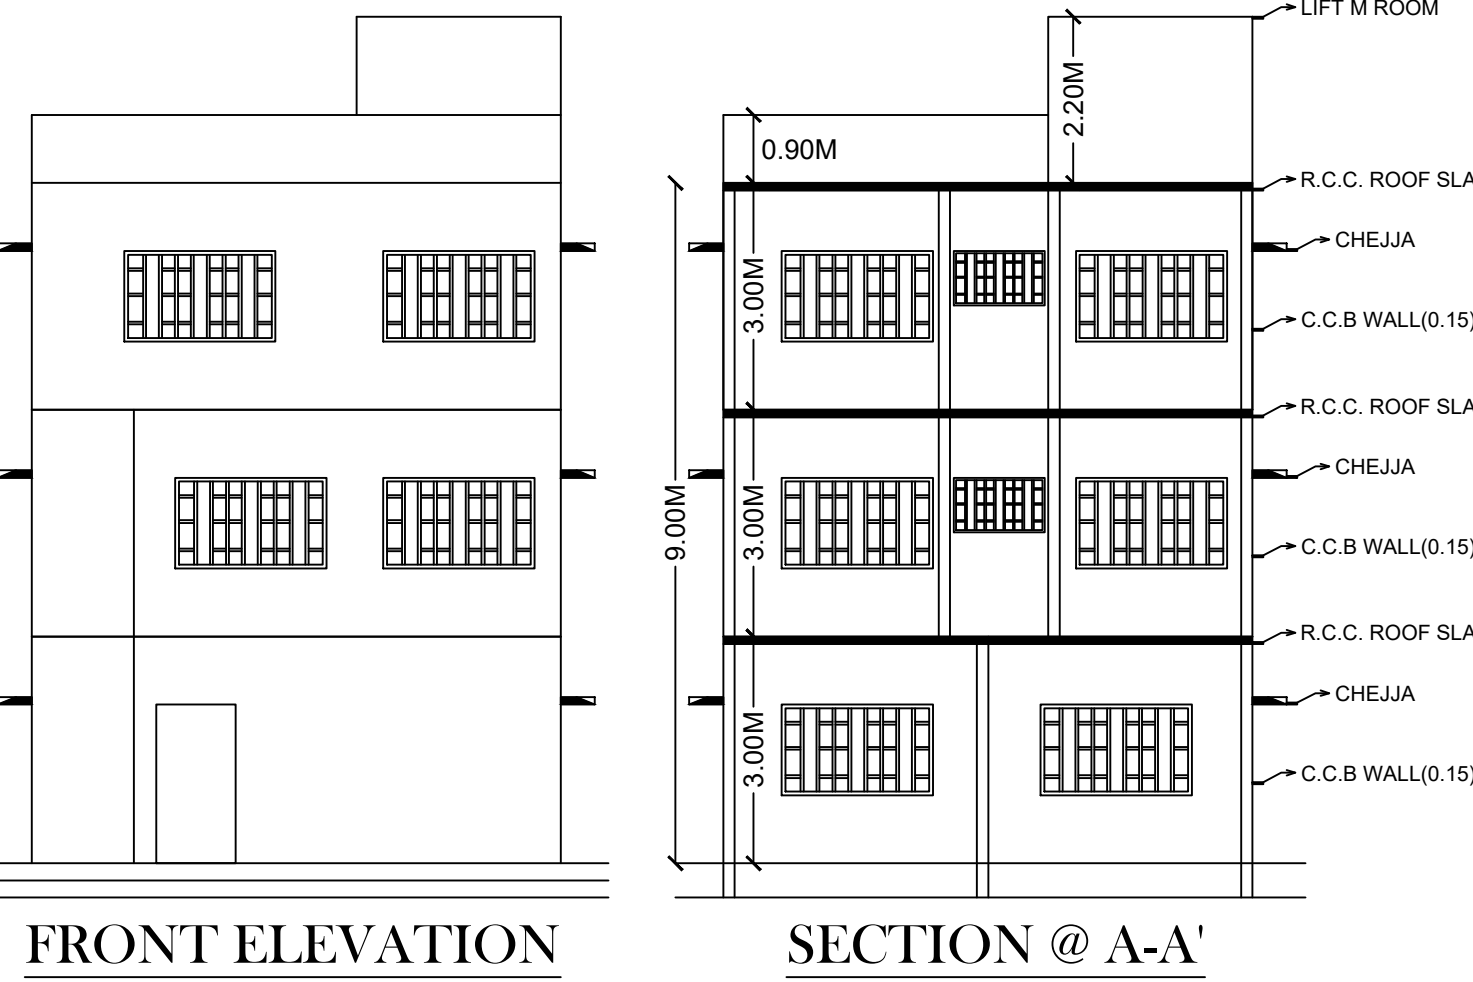 LIFT M ROOM
2.20M
0.90M
R.C.C. ROOF SLA
CHEJJA
3.00M
C.C.B WALL(0.15)
R.C.C. ROOF SLA
CHEJJA
9.00M
3.00M
C.C.B WALL(0.15)
R.C.C. ROOF SLA
CHEJJA
3.00M
C.C.B WALL(0.15)
FRONT ELEVATION
SECTION @ A-A'